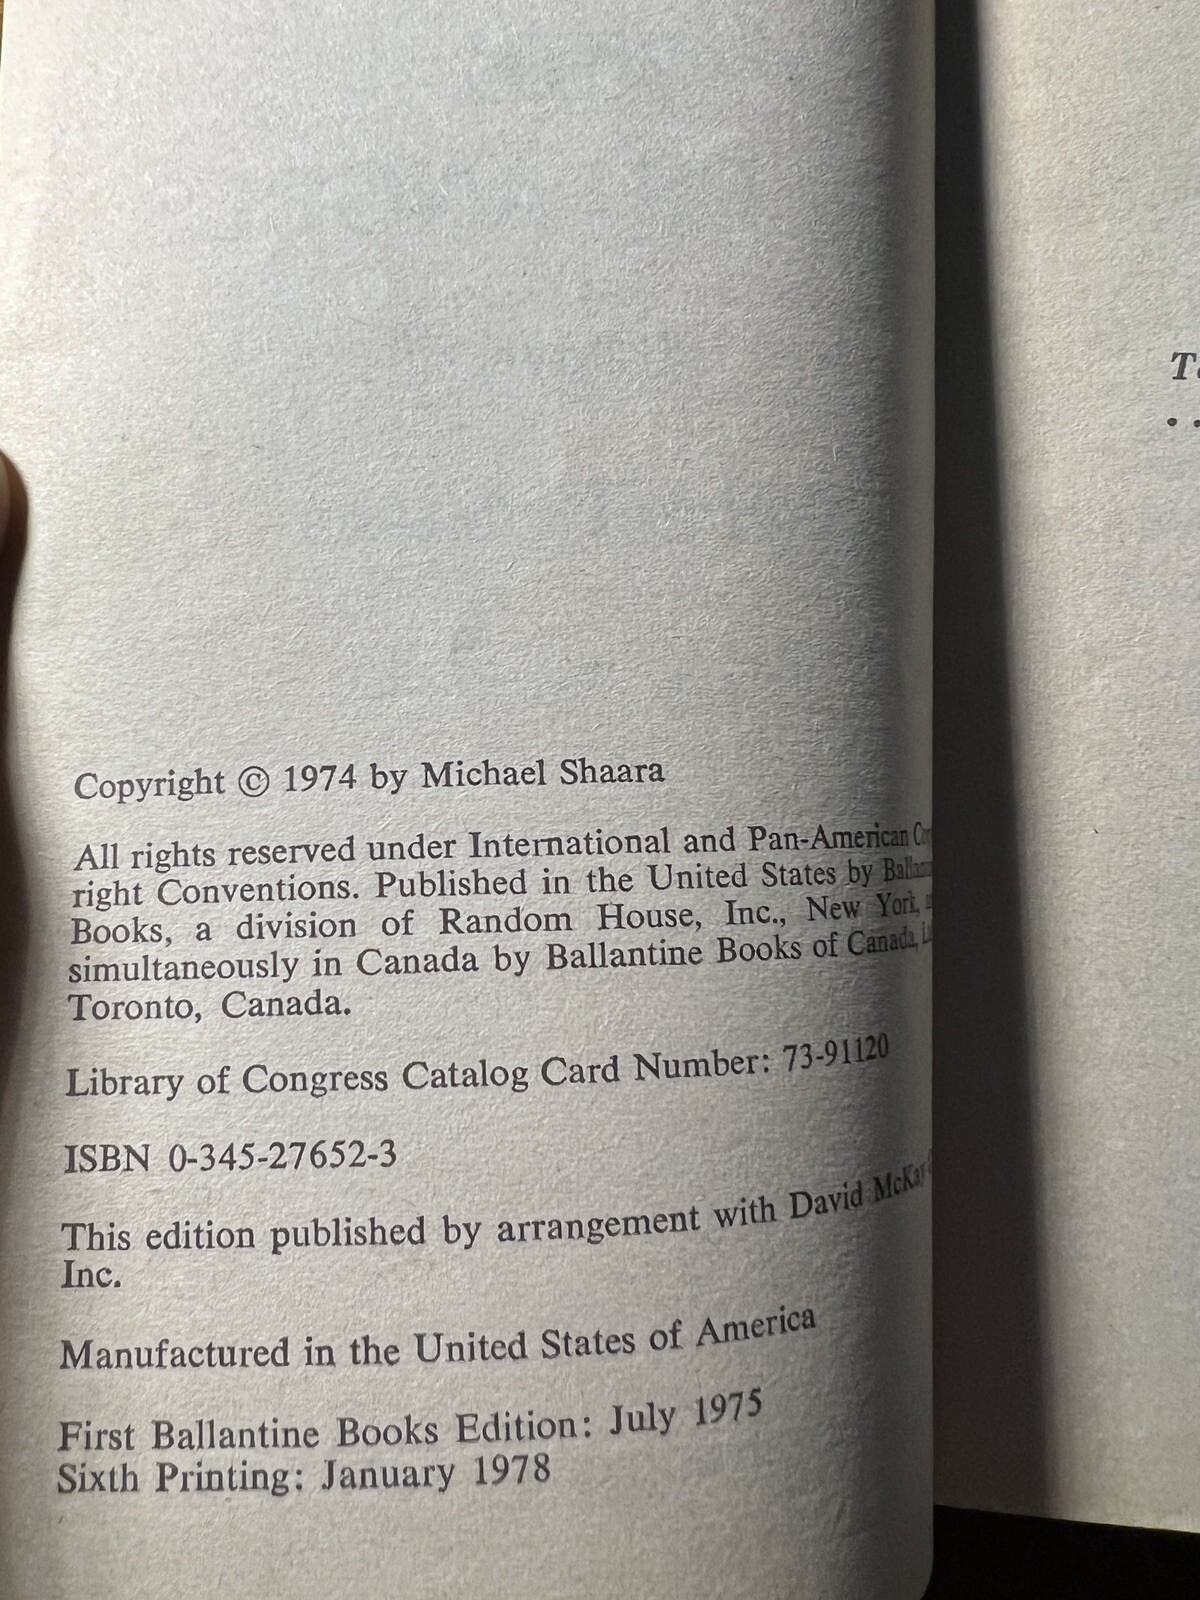 Copyright © 1974 by Michael Shaara
All rights reserved under International and Pan-American
right Conventions. Published in the United States by
Books, a division of Random House, Inc., New York,
simultaneously in Canada by Ballantine Books of Canada,
Toronto, Canada.
Library of Congress Catalog Card Number: 73-91120
ISBN 0-345-27652-3
This edition published by arrangement with David McKay
Inc.
Manufactured in the United States of America
First Ballantine Books Edition: July 1975
Sixth Printing: January 1978